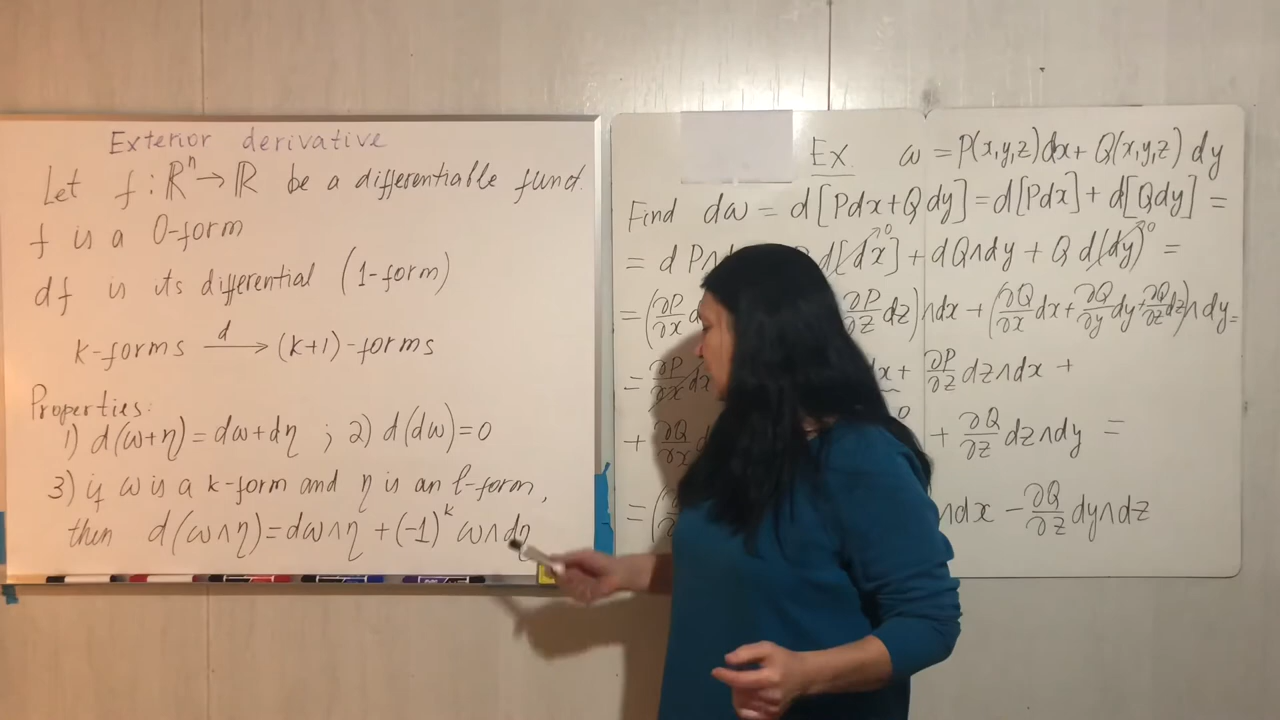 Exterior derivative
Let f : ℝⁿ → ℝ be a differentiable funct.
f is a 0-form
df is its differential (1-form)
k-forms —d→ (k+1)-forms
Properties:
1) d(ω+η) = dω+dη ; 2) d(dω)=0
3) if ω is a k-form and η is an l-form,
then d(ω∧η) = dω∧η + (-1)^k ω∧dη
Ex. ω = P(x,y,z)dx + Q(x,y,z) dy
Find dω = d[Pdx+Qdy] = d[Pdx] + d[Qdy] =
= dP∧ d[dx]⁰ + dQ∧dy + Q d(dy)⁰ =
= (∂P/∂x ∂P/∂z dz)∧dx + (∂Q/∂x dx + ∂Q/∂y dy + ∂Q/∂z dz)∧dy =
= ∂P/∂x dx dx + ∂P/∂z dz∧dx +
+ ∂Q/∂x 0 + ∂Q/∂z dz∧dy =
= ( ∧dx − ∂Q/∂z dy∧dz